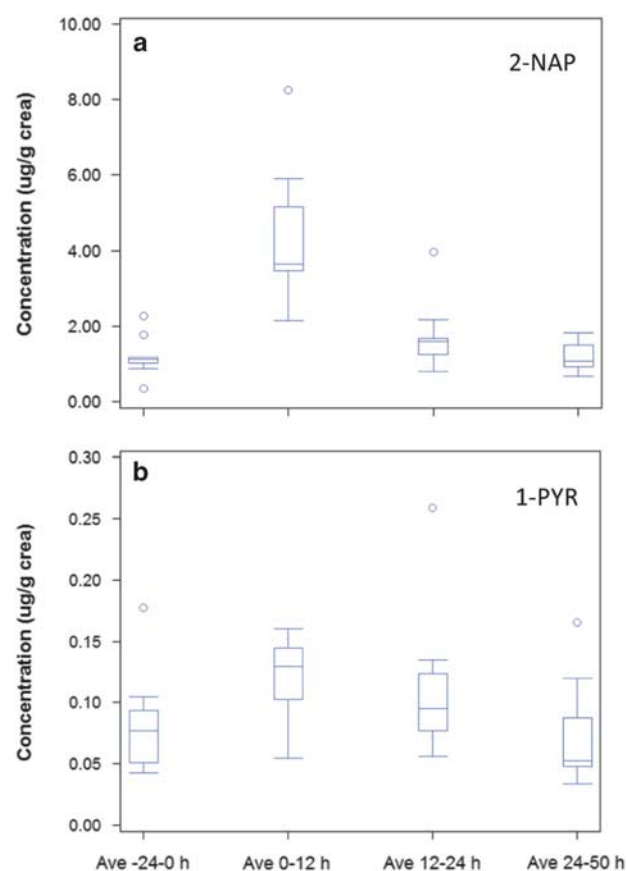 a
2-NAP
Concentration (ug/g crea)
10.00
8.00
6.00
4.00
2.00
0.00
b
1-PYR
Concentration (ug/g crea)
0.30
0.25
0.20
0.15
0.10
0.05
0.00
Ave -24-0 h Ave 0-12 h Ave 12-24 h Ave 24-50 h